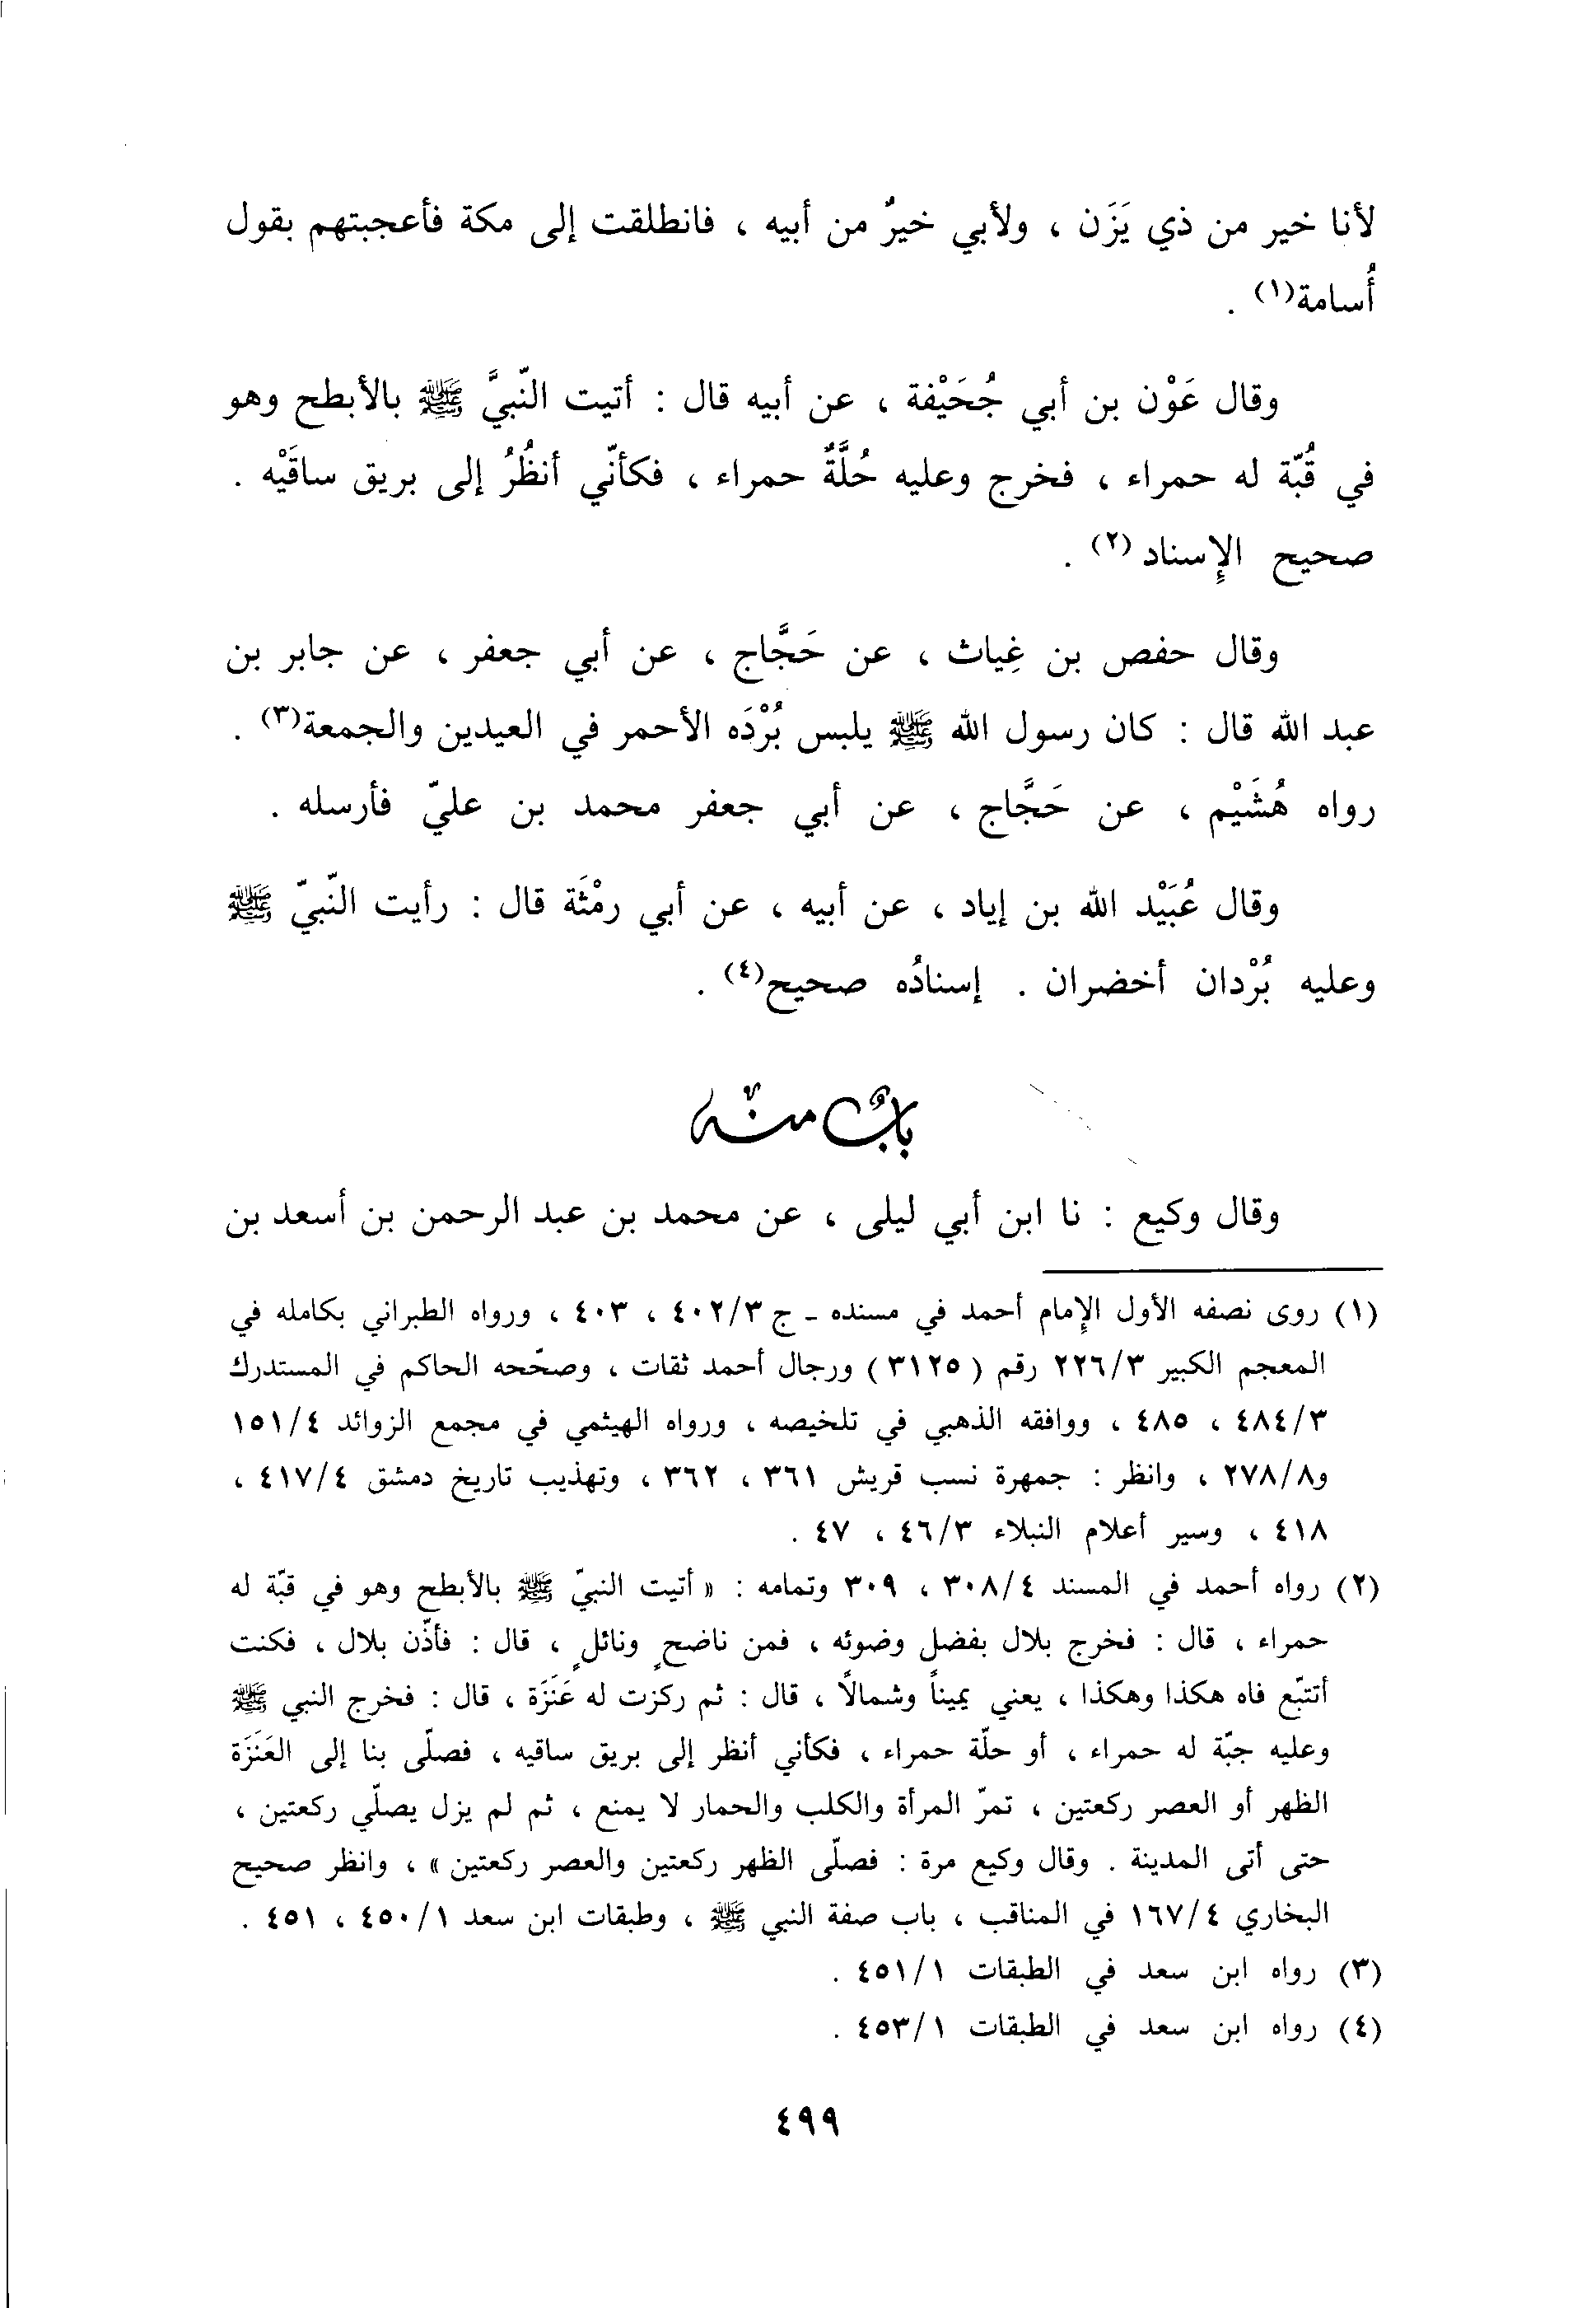 لأنا خير من ذي يَزَن ، ولأبي خيرٌ من أبيه ، فانطلقت إلى مكة فأعجبتهم بقول
أُسامة(١) .
وقال عَوْن بن أبي جُحَيْفة ، عن أبيه قال : أتيت النّبيَّ ﷺ بالأبطح وهو
في قُبّة له حمراء ، فخرج وعليه حُلَّةٌ حمراء ، فكأنّي أنظُرُ إلى بريق ساقَيْه .
صحيح الإسناد (٢) .
وقال حفص بن غِياث ، عن حَجَّاج ، عن أبي جعفر ، عن جابر بن
عبد الله قال : كان رسول الله ﷺ يلبس بُرْدَه الأحمر في العيدين والجمعة(٣) .
رواه هُشَيْم ، عن حَجَّاج ، عن أبي جعفر محمد بن عليّ فأرسله .
وقال عُبَيْد الله بن إياد ، عن أبيه ، عن أبي رمْثَة قال : رأيت النّبيّ ﷺ
وعليه بُرْدان أخضران . إسنادُه صحيح(٤) .
بابٌ منه
وقال وكيع : نا ابن أبي ليلى ، عن محمد بن عبد الرحمن بن أسعد بن
(١) روى نصفه الأول الإمام أحمد في مسنده - ج ٤٠٢/٣ ، ٤٠٣ ، ورواه الطبراني بكامله في
المعجم الكبير ٢٢٦/٣ رقم ( ٣١٢٥ ) ورجال أحمد ثقات ، وصحّحه الحاكم في المستدرك
٤٨٤/٣ ، ٤٨٥ ، ووافقه الذهبي في تلخيصه ، ورواه الهيثمي في مجمع الزوائد ١٥١/٤
و٢٧٨/٨ ، وانظر : جمهرة نسب قريش ٣٦١ ، ٣٦٢ ، وتهذيب تاريخ دمشق ٤١٧/٤ ،
٤١٨ ، وسير أعلام النبلاء ٤٦/٣ ، ٤٧ .
(٢) رواه أحمد في المسند ٣٠٨/٤ ، ٣٠٩ وتمامه : « أتيت النبيّ ﷺ بالأبطح وهو في قبّة له
حمراء ، قال : فخرج بلال بفضل وضوئه ، فمن ناضحٍ ونائلٍ ، قال : فأذّن بلال ، فكنت
أتتبّع فاه هكذا وهكذا ، يعني يميناً وشمالاً ، قال : ثم ركزت له عَنَزَة ، قال : فخرج النبي ﷺ
وعليه جبّة له حمراء ، أو حلّة حمراء ، فكأني أنظر إلى بريق ساقيه ، فصلّى بنا إلى العَنَزَة
الظهر أو العصر ركعتين ، تمرّ المرأة والكلب والحمار لا يمنع ، ثم لم يزل يصلّي ركعتين ،
حتى أتى المدينة . وقال وكيع مرة : فصلّى الظهر ركعتين والعصر ركعتين » ، وانظر صحيح
البخاري ١٦٧/٤ في المناقب ، باب صفة النبي ﷺ ، وطبقات ابن سعد ٤٥٠/١ ، ٤٥١ .
(٣) رواه ابن سعد في الطبقات ٤٥١/١ .
(٤) رواه ابن سعد في الطبقات ٤٥٣/١ .
٤٩٩